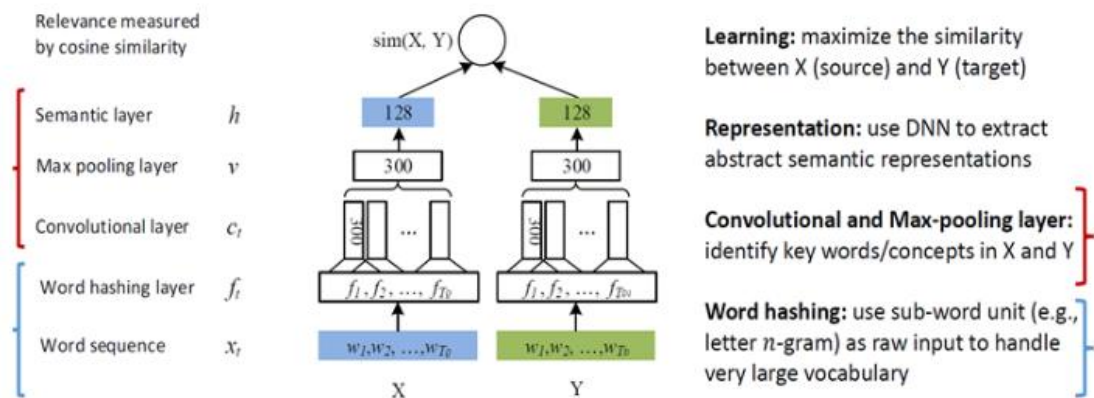 Relevance measured
by cosine similarity
Semantic layer h
Max pooling layer v
Convolutional layer cₜ
Word hashing layer fₜ
Word sequence xₜ
sim(X, Y)
128 128
300 300
300 ... 300 ...
f₁, f₂, ...,
f₁, f₂, ...,
w₁,w₂, ...,
w₁,w₂, ...,
X Y
Learning: maximize the similarity
between X (source) and Y (target)
Representation: use DNN to extract
abstract semantic representations
Convolutional and Max-pooling layer:
identify key words/concepts in X and Y
Word hashing: use sub-word unit (e.g.,
letter n-gram) as raw input to handle
very large vocabulary